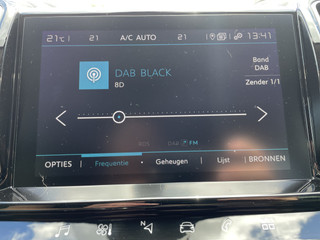 21°C 21 A/C AUTO 21 13:41
DAB BLACK
8D
Band
DAB
Zender 1/1
DAB FM
OPTIES Frequentie Geheugen Lijst BRONNEN